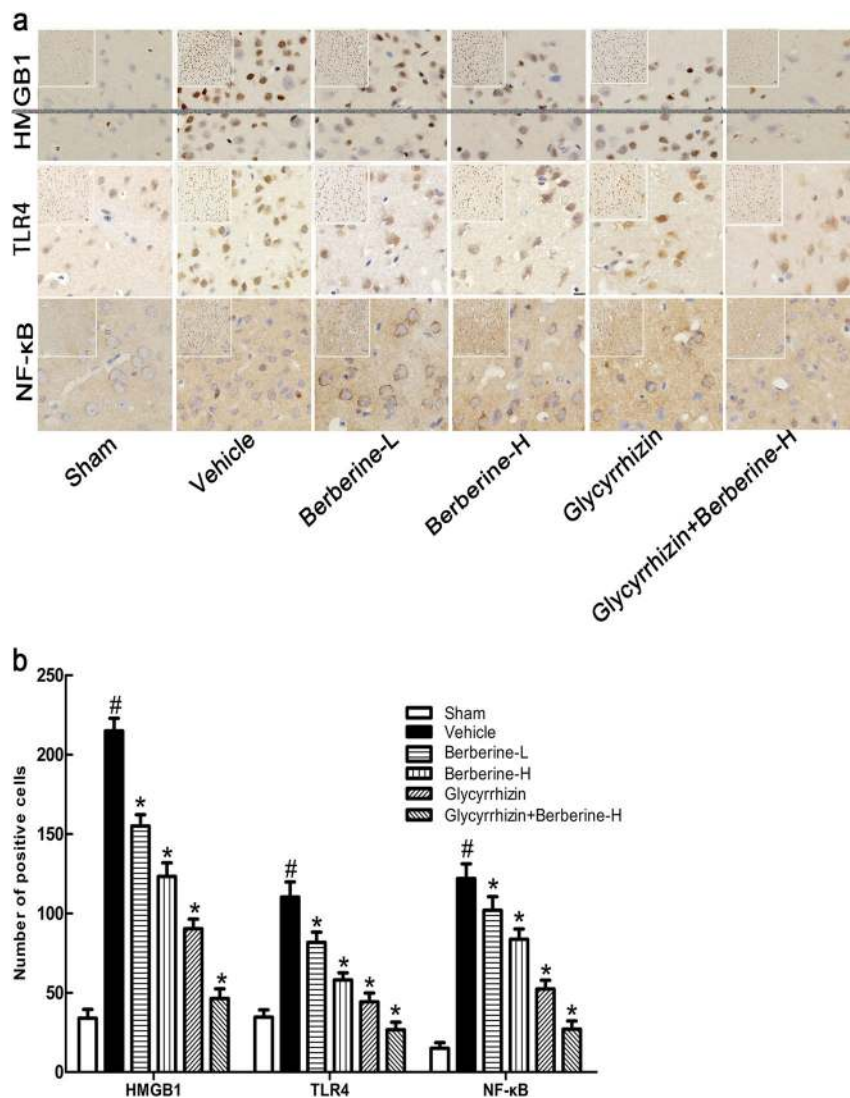 a
HMGB1
TLR4
NF-κB
Sham
Vehicle
Berberine-L
Berberine-H
Glycyrrhizin
Glycyrrhizin+Berberine-H
b
Number of positive cells
250
200
150
100
50
0
#
*
*
*
*
#
*
*
*
*
#
*
*
*
*
Sham
Vehicle
Berberine-L
Berberine-H
Glycyrrhizin
Glycyrrhizin+Berberine-H
HMGB1
TLR4
NF-κB